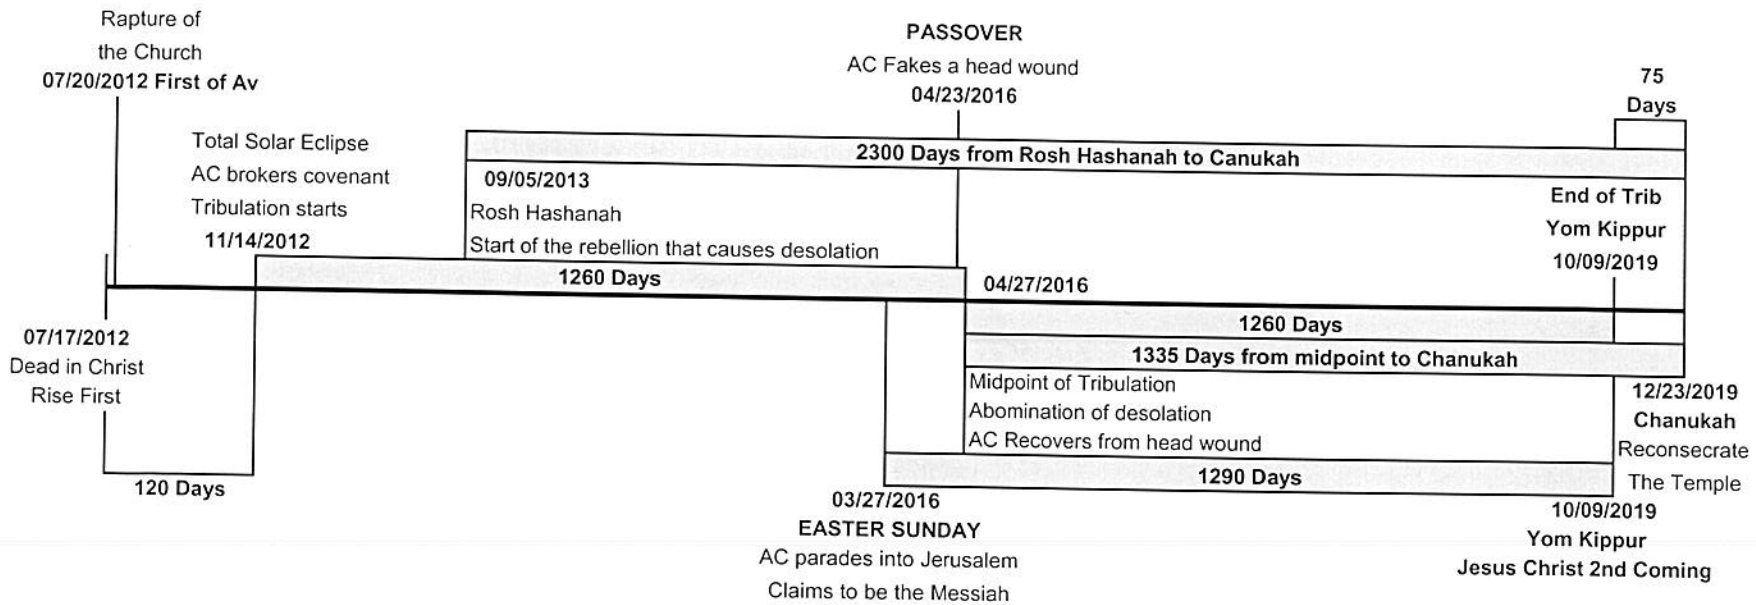 Rapture of
the Church
07/20/2012 First of Av
PASSOVER
AC Fakes a head wound
04/23/2016
75
Days
Total Solar Eclipse
AC brokers covenant
Tribulation starts
11/14/2012
2300 Days from Rosh Hashanah to Canukah
09/05/2013
Rosh Hashanah
Start of the rebellion that causes desolation
End of Trib
Yom Kippur
10/09/2019
1260 Days
04/27/2016
07/17/2012
Dead in Christ
Rise First
120 Days
1260 Days
1335 Days from midpoint to Chanukah
Midpoint of Tribulation
Abomination of desolation
AC Recovers from head wound
12/23/2019
Chanukah
Reconsecrate
The Temple
1290 Days
03/27/2016
EASTER SUNDAY
AC parades into Jerusalem
Claims to be the Messiah
10/09/2019
Yom Kippur
Jesus Christ 2nd Coming